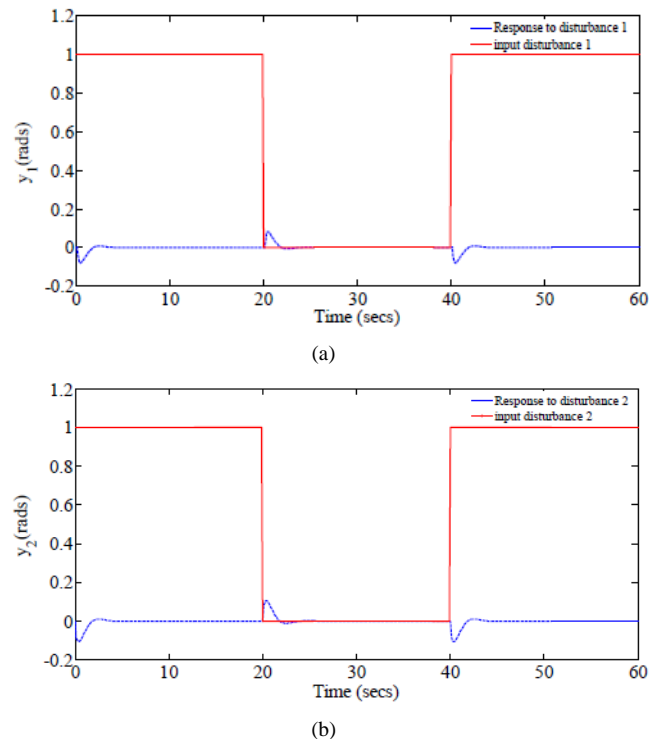 1.2
Response to disturbance 1
input disturbance 1
1
0.8
0.6
0.4
0.2
0
-0.2
y1(rads)
0 10 20 30 40 50 60
Time (secs)
(a)
1.2
Response to disturbance 2
input disturbance 2
1
0.8
0.6
0.4
0.2
0
-0.2
y2(rads)
0 10 20 30 40 50 60
Time (secs)
(b)